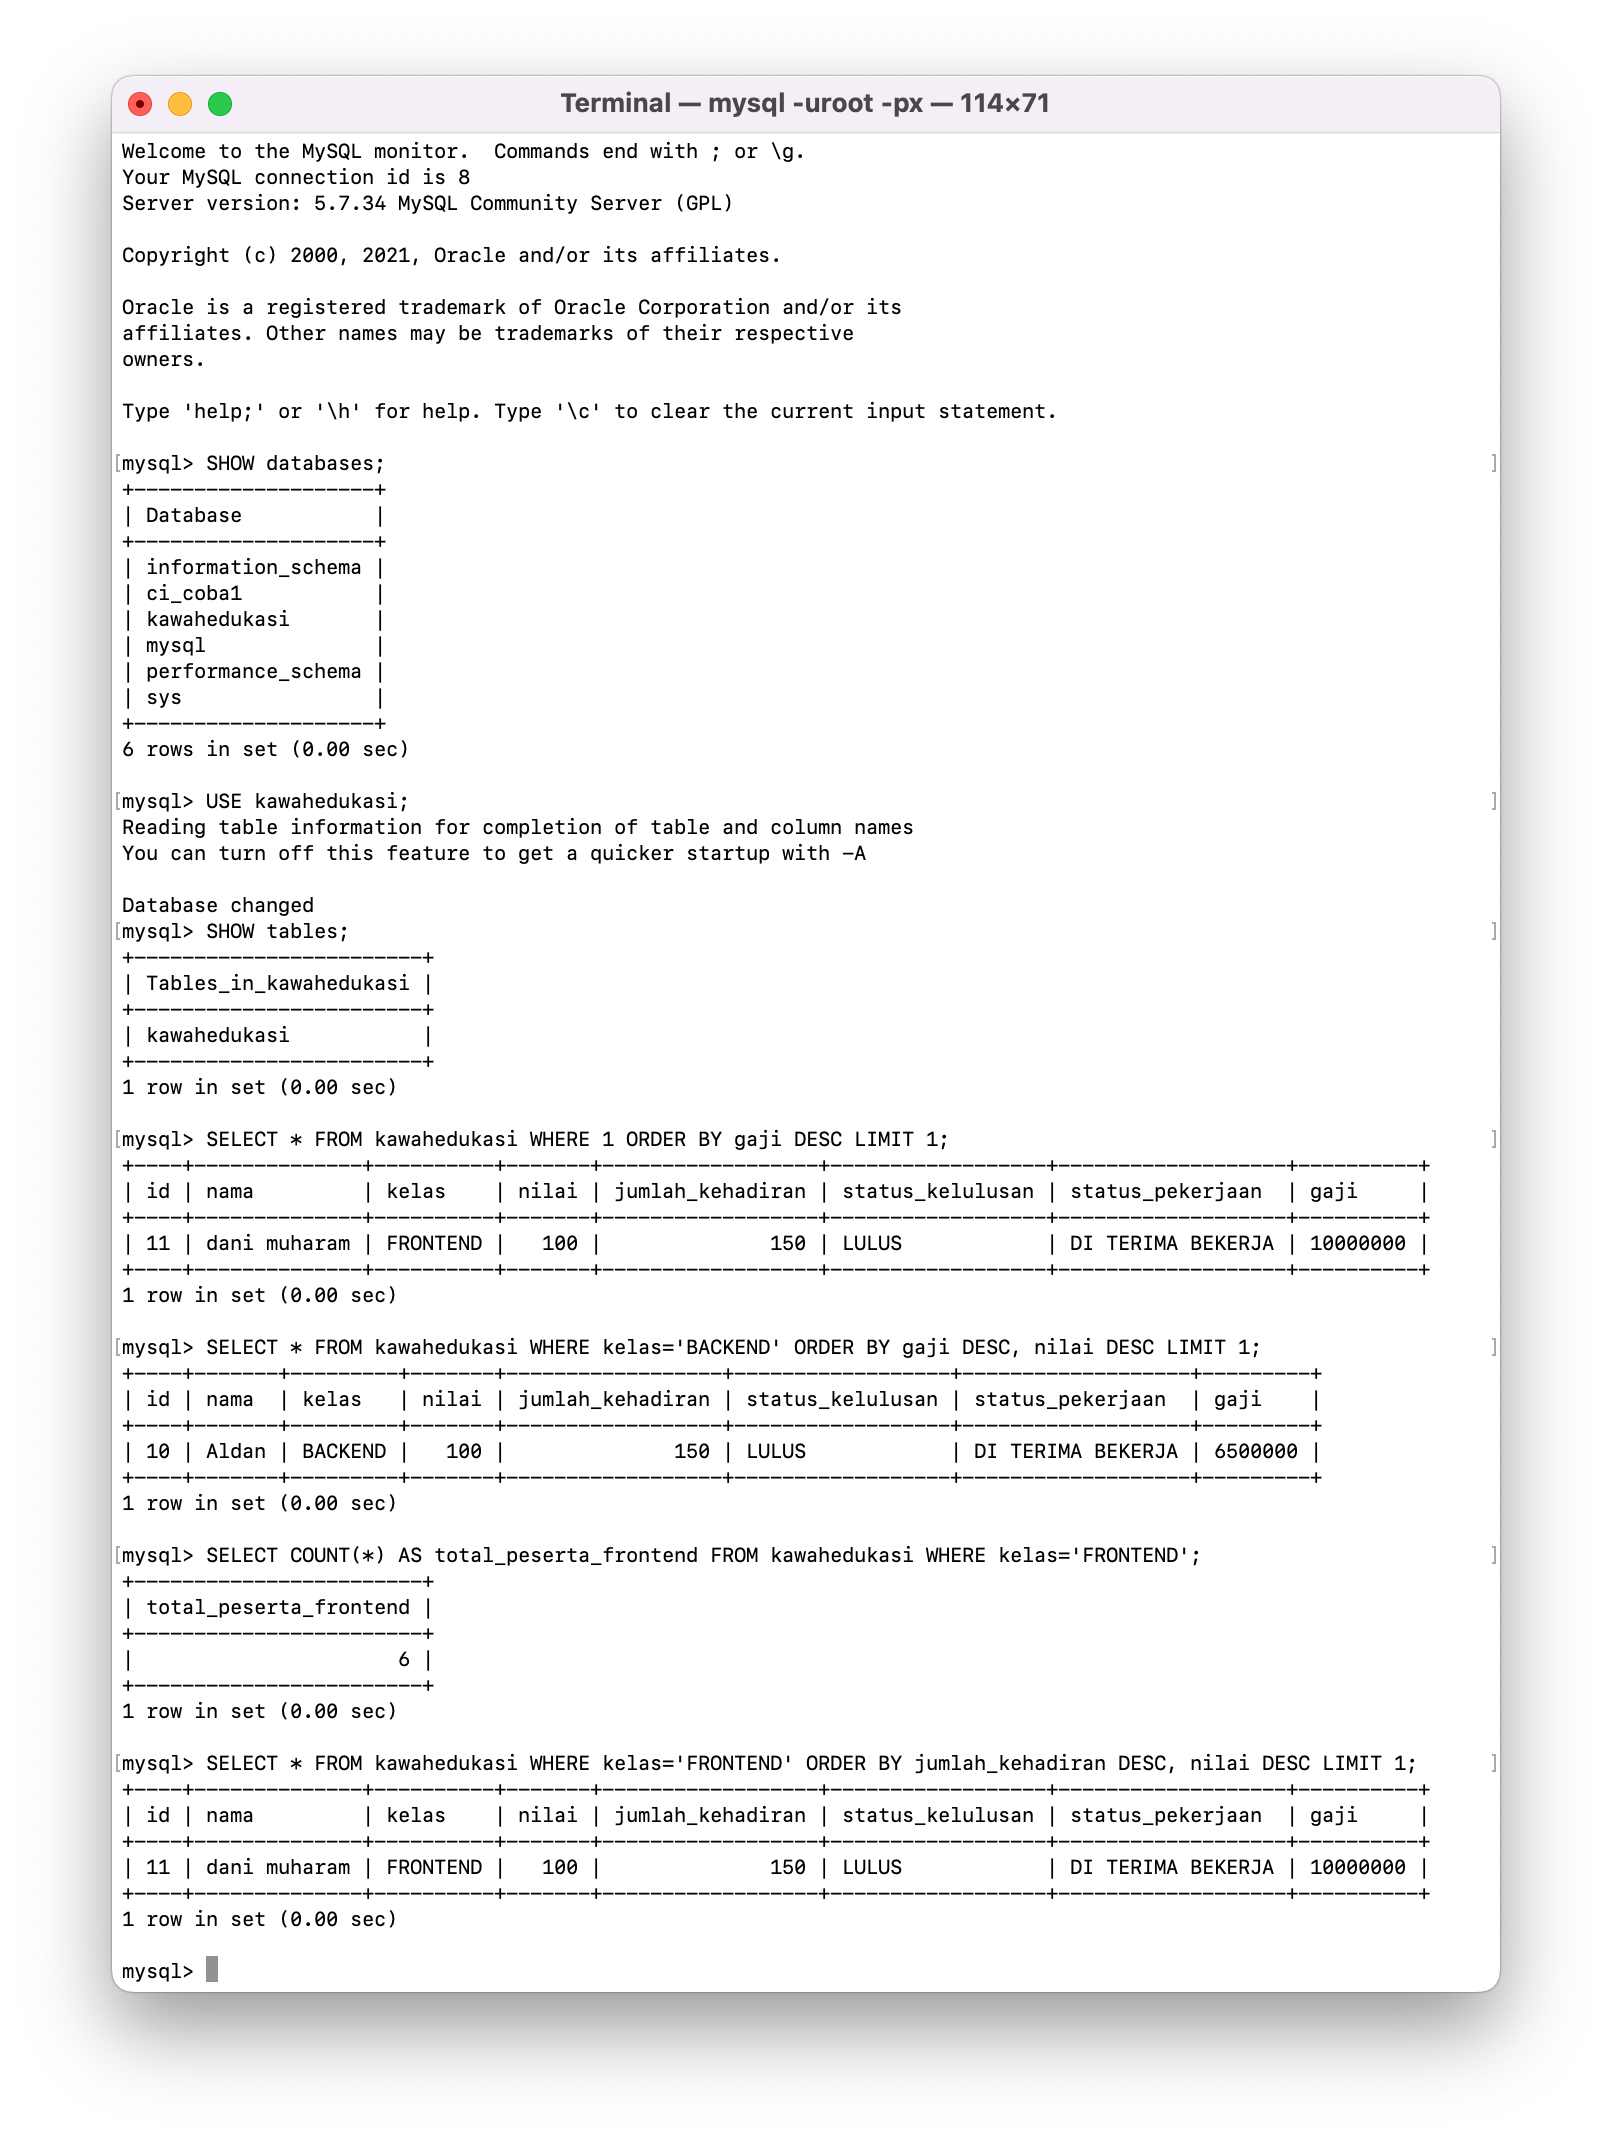 Terminal — mysql -uroot -px — 114×71
Welcome to the MySQL monitor.  Commands end with ; or \g.
Your MySQL connection id is 8
Server version: 5.7.34 MySQL Community Server (GPL)
Copyright (c) 2000, 2021, Oracle and/or its affiliates.
Oracle is a registered trademark of Oracle Corporation and/or its
affiliates. Other names may be trademarks of their respective
owners.
Type 'help;' or '\h' for help. Type '\c' to clear the current input statement.
[mysql> SHOW databases; ]
+--------------------+
| Database           |
+--------------------+
| information_schema |
| ci_coba1           |
| kawahedukasi       |
| mysql              |
| performance_schema |
| sys                |
+--------------------+
6 rows in set (0.00 sec)
[mysql> USE kawahedukasi; ]
Reading table information for completion of table and column names
You can turn off this feature to get a quicker startup with -A
Database changed
[mysql> SHOW tables; ]
+------------------------+
| Tables_in_kawahedukasi |
+------------------------+
| kawahedukasi           |
+------------------------+
1 row in set (0.00 sec)
[mysql> SELECT * FROM kawahedukasi WHERE 1 ORDER BY gaji DESC LIMIT 1; ]
+----+--------------+----------+-------+------------------+------------------+-------------------+----------+
| id | nama         | kelas    | nilai | jumlah_kehadiran | status_kelulusan | status_pekerjaan  | gaji     |
+----+--------------+----------+-------+------------------+------------------+-------------------+----------+
| 11 | dani muharam | FRONTEND |   100 |              150 | LULUS            | DI TERIMA BEKERJA | 10000000 |
+----+--------------+----------+-------+------------------+------------------+-------------------+----------+
1 row in set (0.00 sec)
[mysql> SELECT * FROM kawahedukasi WHERE kelas='BACKEND' ORDER BY gaji DESC, nilai DESC LIMIT 1; ]
+----+-------+---------+-------+------------------+------------------+-------------------+---------+
| id | nama  | kelas   | nilai | jumlah_kehadiran | status_kelulusan | status_pekerjaan  | gaji    |
+----+-------+---------+-------+------------------+------------------+-------------------+---------+
| 10 | Aldan | BACKEND |   100 |              150 | LULUS            | DI TERIMA BEKERJA | 6500000 |
+----+-------+---------+-------+------------------+------------------+-------------------+---------+
1 row in set (0.00 sec)
[mysql> SELECT COUNT(*) AS total_peserta_frontend FROM kawahedukasi WHERE kelas='FRONTEND'; ]
+------------------------+
| total_peserta_frontend |
+------------------------+
|                      6 |
+------------------------+
1 row in set (0.00 sec)
[mysql> SELECT * FROM kawahedukasi WHERE kelas='FRONTEND' ORDER BY jumlah_kehadiran DESC, nilai DESC LIMIT 1; ]
+----+--------------+----------+-------+------------------+------------------+-------------------+----------+
| id | nama         | kelas    | nilai | jumlah_kehadiran | status_kelulusan | status_pekerjaan  | gaji     |
+----+--------------+----------+-------+------------------+------------------+-------------------+----------+
| 11 | dani muharam | FRONTEND |   100 |              150 | LULUS            | DI TERIMA BEKERJA | 10000000 |
+----+--------------+----------+-------+------------------+------------------+-------------------+----------+
1 row in set (0.00 sec)
mysql>